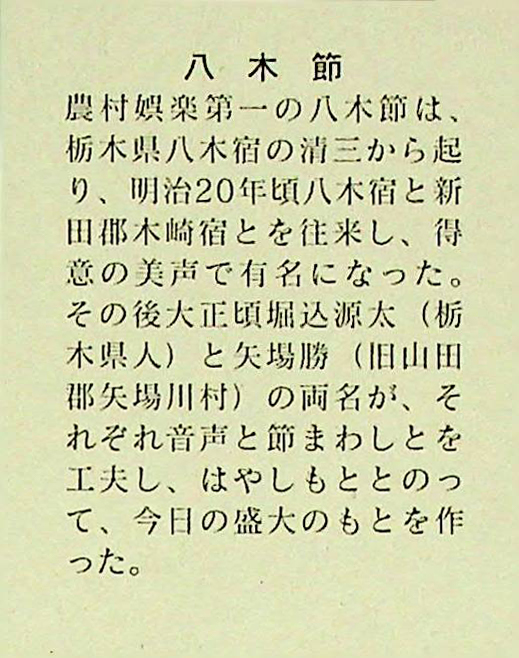 八木節
農村娯楽第一の八木節は、
栃木県八木宿の清三から起
り、明治20年頃八木宿と新
田郡木崎宿とを往来し、得
意の美声で有名になった。
その後大正頃堀込源太（栃
木県人）と矢場勝（旧山田
郡矢場川村）の両名が、そ
れぞれ音声と節まわしとを
工夫し、はやしもととのっ
て、今日の盛大のもとを作
った。